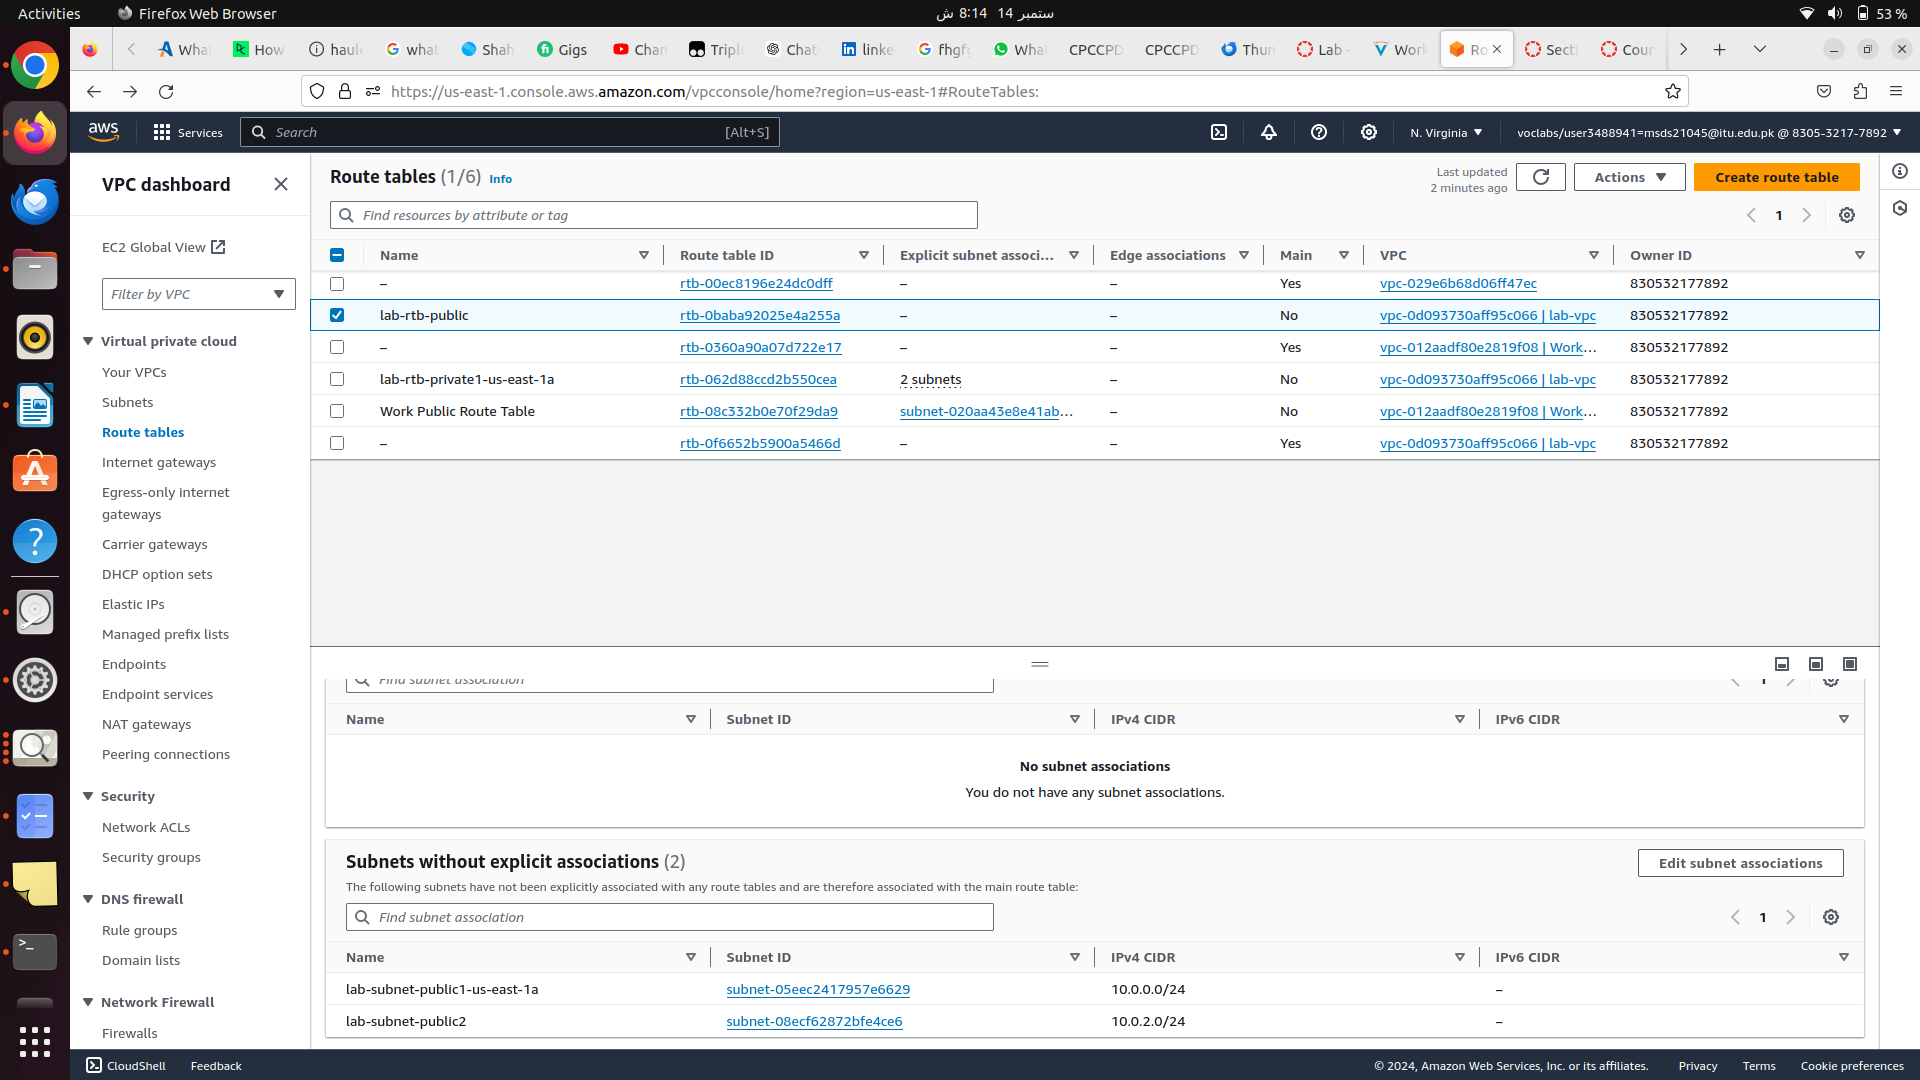 Activities
Firefox Web Browser
ستمبر 14 8:14 ش
53 %
What
How
haule
what
Shah
Gigs
Chan
Triple
Chat
linke
fhgfg
What
CPCCPD
CPCCPD
Thun
Lab -
Work
Ro
Secti
Cour
https://us-east-1.console.aws.amazon.com/vpcconsole/home?region=us-east-1#RouteTables:
aws
Services
Search
[Alt+S]
N. Virginia
voclabs/user3488941=msds21045@itu.edu.pk @ 8305-3217-7892
VPC dashboard
EC2 Global View
Filter by VPC
Virtual private cloud
Your VPCs
Subnets
Route tables
Internet gateways
Egress-only internet
gateways
Carrier gateways
DHCP option sets
Elastic IPs
Managed prefix lists
Endpoints
Endpoint services
NAT gateways
Peering connections
Security
Network ACLs
Security groups
DNS firewall
Rule groups
Domain lists
Network Firewall
Firewalls
Route tables (1/6) Info
Last updated
2 minutes ago
Actions
Create route table
Find resources by attribute or tag
1
Name Route table ID Explicit subnet associ... Edge associations Main VPC Owner ID
– rtb-00ec8196e24dc0dff – – Yes vpc-029e6b68d06ff47ec 830532177892
lab-rtb-public rtb-0baba92025e4a255a – – No vpc-0d093730aff95c066 | lab-vpc 830532177892
– rtb-0360a90a07d722e17 – – Yes vpc-012aadf80e2819f08 | Work... 830532177892
lab-rtb-private1-us-east-1a rtb-062d88ccd2b550cea 2 subnets – No vpc-0d093730aff95c066 | lab-vpc 830532177892
Work Public Route Table rtb-08c332b0e70f29da9 subnet-020aa43e8e41ab... – No vpc-012aadf80e2819f08 | Work... 830532177892
– rtb-0f6652b5900a5466d – – Yes vpc-0d093730aff95c066 | lab-vpc 830532177892
Find subnet association
1
Name Subnet ID IPv4 CIDR IPv6 CIDR
No subnet associations
You do not have any subnet associations.
Subnets without explicit associations (2)
Edit subnet associations
The following subnets have not been explicitly associated with any route tables and are therefore associated with the main route table:
Find subnet association
1
Name Subnet ID IPv4 CIDR IPv6 CIDR
lab-subnet-public1-us-east-1a subnet-05eec2417957e6629 10.0.0.0/24 –
lab-subnet-public2 subnet-08ecf62872bfe4ce6 10.0.2.0/24 –
CloudShell
Feedback
© 2024, Amazon Web Services, Inc. or its affiliates.
Privacy
Terms
Cookie preferences